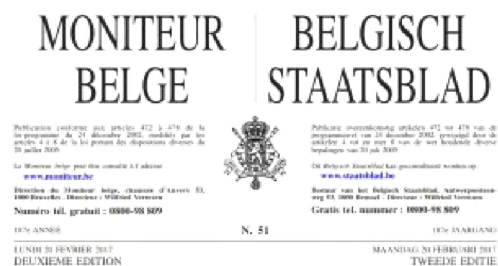 MONITEUR
BELGE
Publication conforme aux articles 472 à 478 de la
loi-programme du 24 décembre 2002, modifiés par les
articles 4 à 8 de la loi portant des dispositions diverses du
20 juillet 2005.
Le Moniteur belge peut être consulté à l'adresse :
www.moniteur.be
Direction du Moniteur belge, chaussée d'Anvers 53,
1000 Bruxelles - Directeur : Wilfried Verrezen
Numéro tél. gratuit : 0800-98 809
187e ANNEE
LUNDI 20 FEVRIER 2017
DEUXIEME EDITION
N. 51
BELGISCH
STAATSBLAD
Publicatie overeenkomstig artikelen 472 tot 478 van de
programmawet van 24 december 2002, gewijzigd door de
artikelen 4 tot en met 8 van de wet houdende diverse
bepalingen van 20 juli 2005.
Dit Belgisch Staatsblad kan geconsulteerd worden op :
www.staatsblad.be
Bestuur van het Belgisch Staatsblad, Antwerpsesteen-
weg 53, 1000 Brussel - Directeur : Wilfried Verrezen
Gratis tel. nummer : 0800-98 809
187e JAARGANG
MAANDAG 20 FEBRUARI 2017
TWEEDE EDITIE